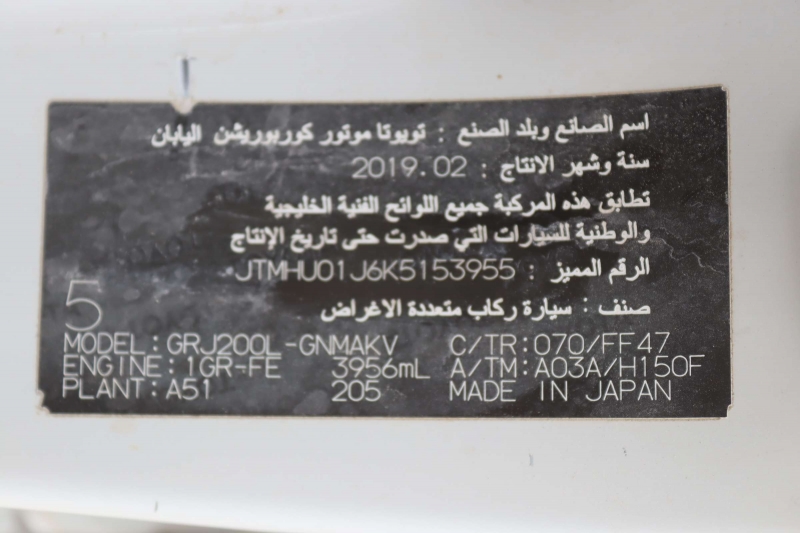 اسم الصانع وبلد الصنع : تويوتا موتور كوربوريشن اليابان
سنة وشهر الانتاج : 2019.02
تطابق هذه المركبة جميع اللوائح الفنية الخليجية
والوطنية للسيارات التي صدرت حتى تاريخ الإنتاج
الرقم المميز : JTMHU01J6K5153955
صنف : سيارة ركاب متعددة الاغراض
5
MODEL:GRJ200L-GNMAKV C/TR:070/FF47
ENGINE:1GR-FE 3956mL A/TM:A03A/H150F
PLANT:A51 205 MADE IN JAPAN